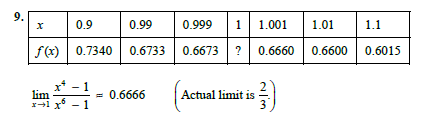 9.
x 0.9 0.99 0.999 1 1.001 1.01 1.1
f(x) 0.7340 0.6733 0.6673 ? 0.6660 0.6600 0.6015
lim x→1 (x⁴ − 1)/(x⁶ − 1) ≈ 0.6666 (Actual limit is 2/3.)